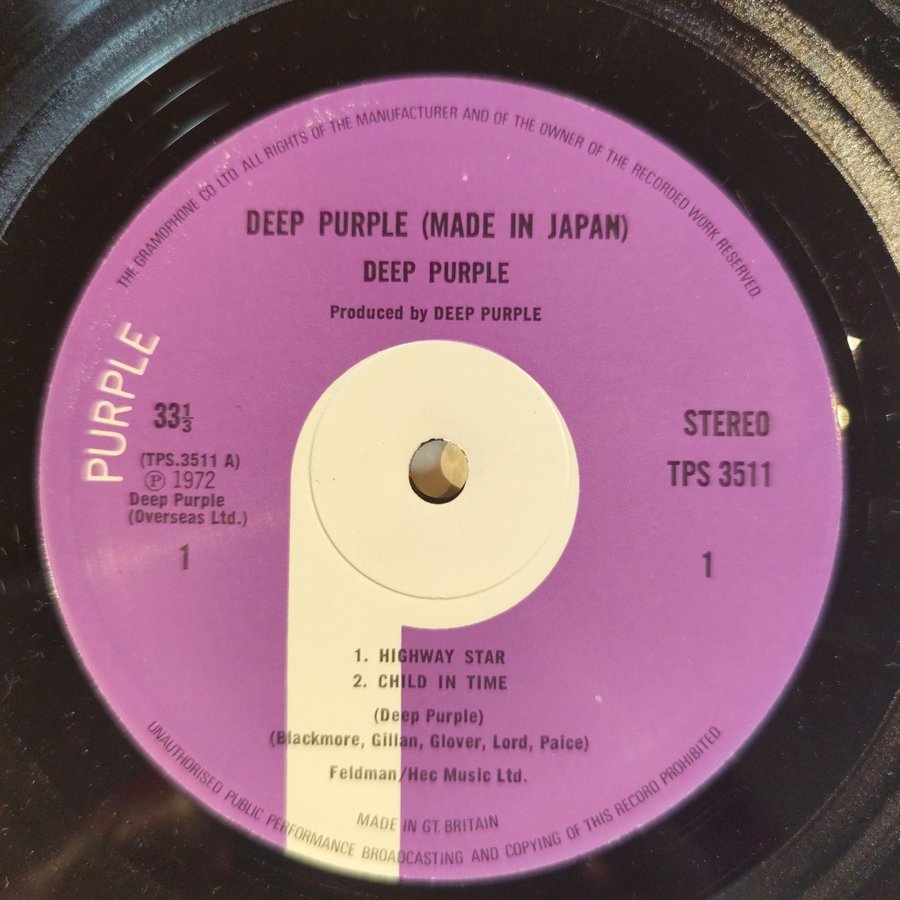 THE GRAMOPHONE CO LTD. ALL RIGHTS OF THE MANUFACTURER AND OF THE OWNER OF THE RECORDED WORK RESERVED.
DEEP PURPLE (MADE IN JAPAN)
DEEP PURPLE
Produced by DEEP PURPLE
PURPLE
33⅓
(TPS.3511 A)
Ⓟ 1972
Deep Purple
(Overseas Ltd.)
1
STEREO
TPS 3511
1
1. HIGHWAY STAR
2. CHILD IN TIME
(Deep Purple)
(Blackmore, Gillan, Glover, Lord, Paice)
Feldman/Hec Music Ltd.
MADE IN GT. BRITAIN
UNAUTHORISED PUBLIC PERFORMANCE BROADCASTING AND COPYING OF THIS RECORD PROHIBITED.